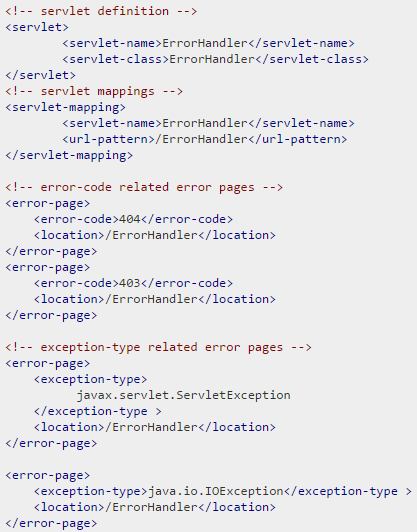 <!-- servlet definition -->
<servlet>
        <servlet-name>ErrorHandler</servlet-name>
        <servlet-class>ErrorHandler</servlet-class>
</servlet>
<!-- servlet mappings -->
<servlet-mapping>
        <servlet-name>ErrorHandler</servlet-name>
        <url-pattern>/ErrorHandler</url-pattern>
</servlet-mapping>

<!-- error-code related error pages -->
<error-page>
    <error-code>404</error-code>
    <location>/ErrorHandler</location>
</error-page>
<error-page>
    <error-code>403</error-code>
    <location>/ErrorHandler</location>
</error-page>

<!-- exception-type related error pages -->
<error-page>
    <exception-type>
          javax.servlet.ServletException
    </exception-type >
    <location>/ErrorHandler</location>
</error-page>

<error-page>
    <exception-type>java.io.IOException</exception-type >
    <location>/ErrorHandler</location>
</error-page>